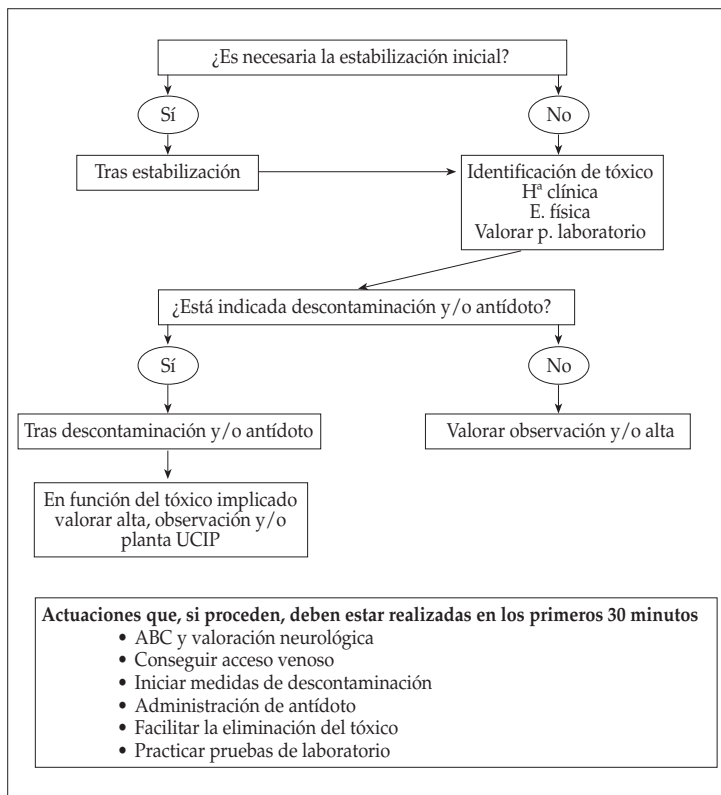 ¿Es necesaria la estabilización inicial?
Sí
No
Tras estabilización
Identificación de tóxico
Hª clínica
E. física
Valorar p. laboratorio
¿Está indicada descontaminación y/o antídoto?
Sí
No
Tras descontaminación y/o antídoto
Valorar observación y/o alta
En función del tóxico implicado
valorar alta, observación y/o
planta UCIP
Actuaciones que, si proceden, deben estar realizadas en los primeros 30 minutos
• ABC y valoración neurológica
• Conseguir acceso venoso
• Iniciar medidas de descontaminación
• Administración de antídoto
• Facilitar la eliminación del tóxico
• Practicar pruebas de laboratorio